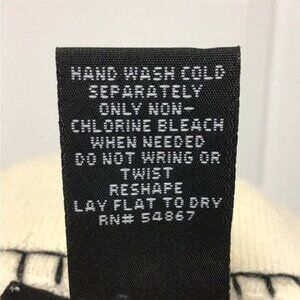 HAND WASH COLD
SEPARATELY
ONLY NON-
CHLORINE BLEACH
WHEN NEEDED
DO NOT WRING OR
TWIST
RESHAPE
LAY FLAT TO DRY
RN# 54867